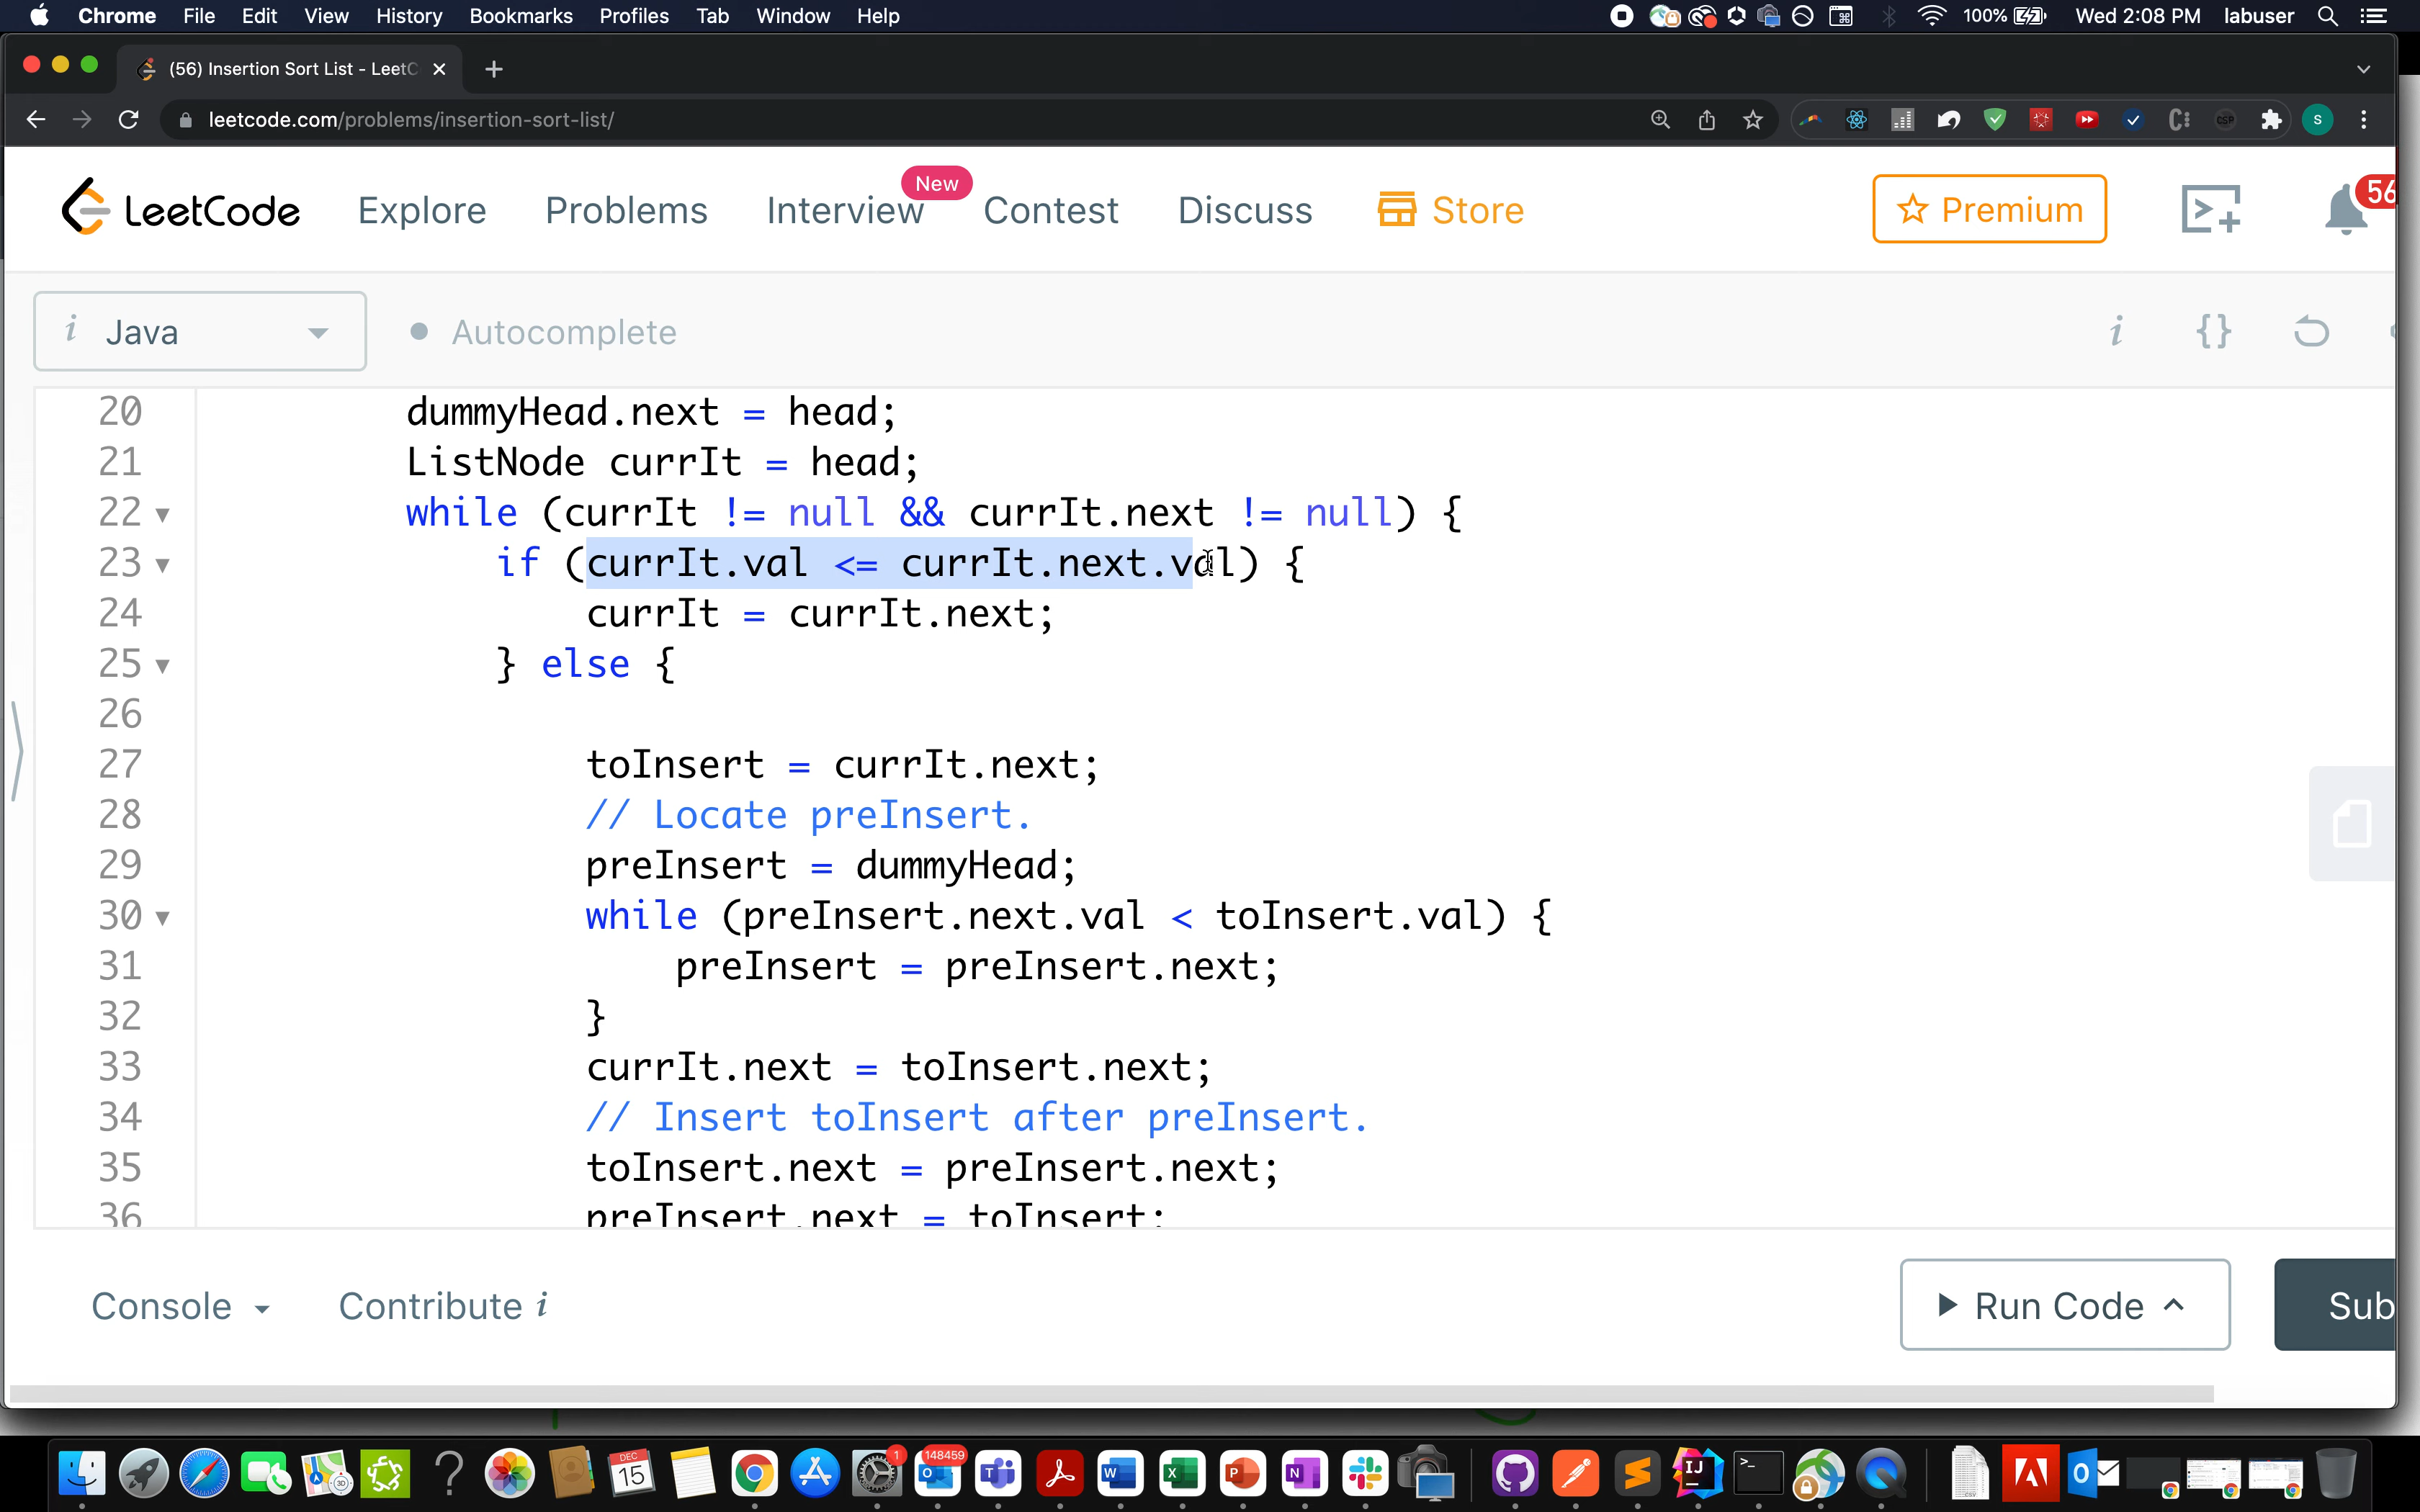 Chrome File Edit View History Bookmarks Profiles Tab Window Help 100% Wed 2:08 PM labuser
(56) Insertion Sort List - LeetC
leetcode.com/problems/insertion-sort-list/ CSP S
LeetCode Explore Problems Interview New Contest Discuss Store Premium 56
i Java Autocomplete i {}
20 dummyHead.next = head;
21 ListNode currIt = head;
22 while (currIt != null && currIt.next != null) {
23 if (currIt.val <= currIt.next.val) {
24 currIt = currIt.next;
25 } else {
26
27 toInsert = currIt.next;
28 // Locate preInsert.
29 preInsert = dummyHead;
30 while (preInsert.next.val < toInsert.val) {
31 preInsert = preInsert.next;
32 }
33 currIt.next = toInsert.next;
34 // Insert toInsert after preInsert.
35 toInsert.next = preInsert.next;
36 preInsert.next = toInsert;
Console Contribute i Run Code Sub
DEC 15 1 148459